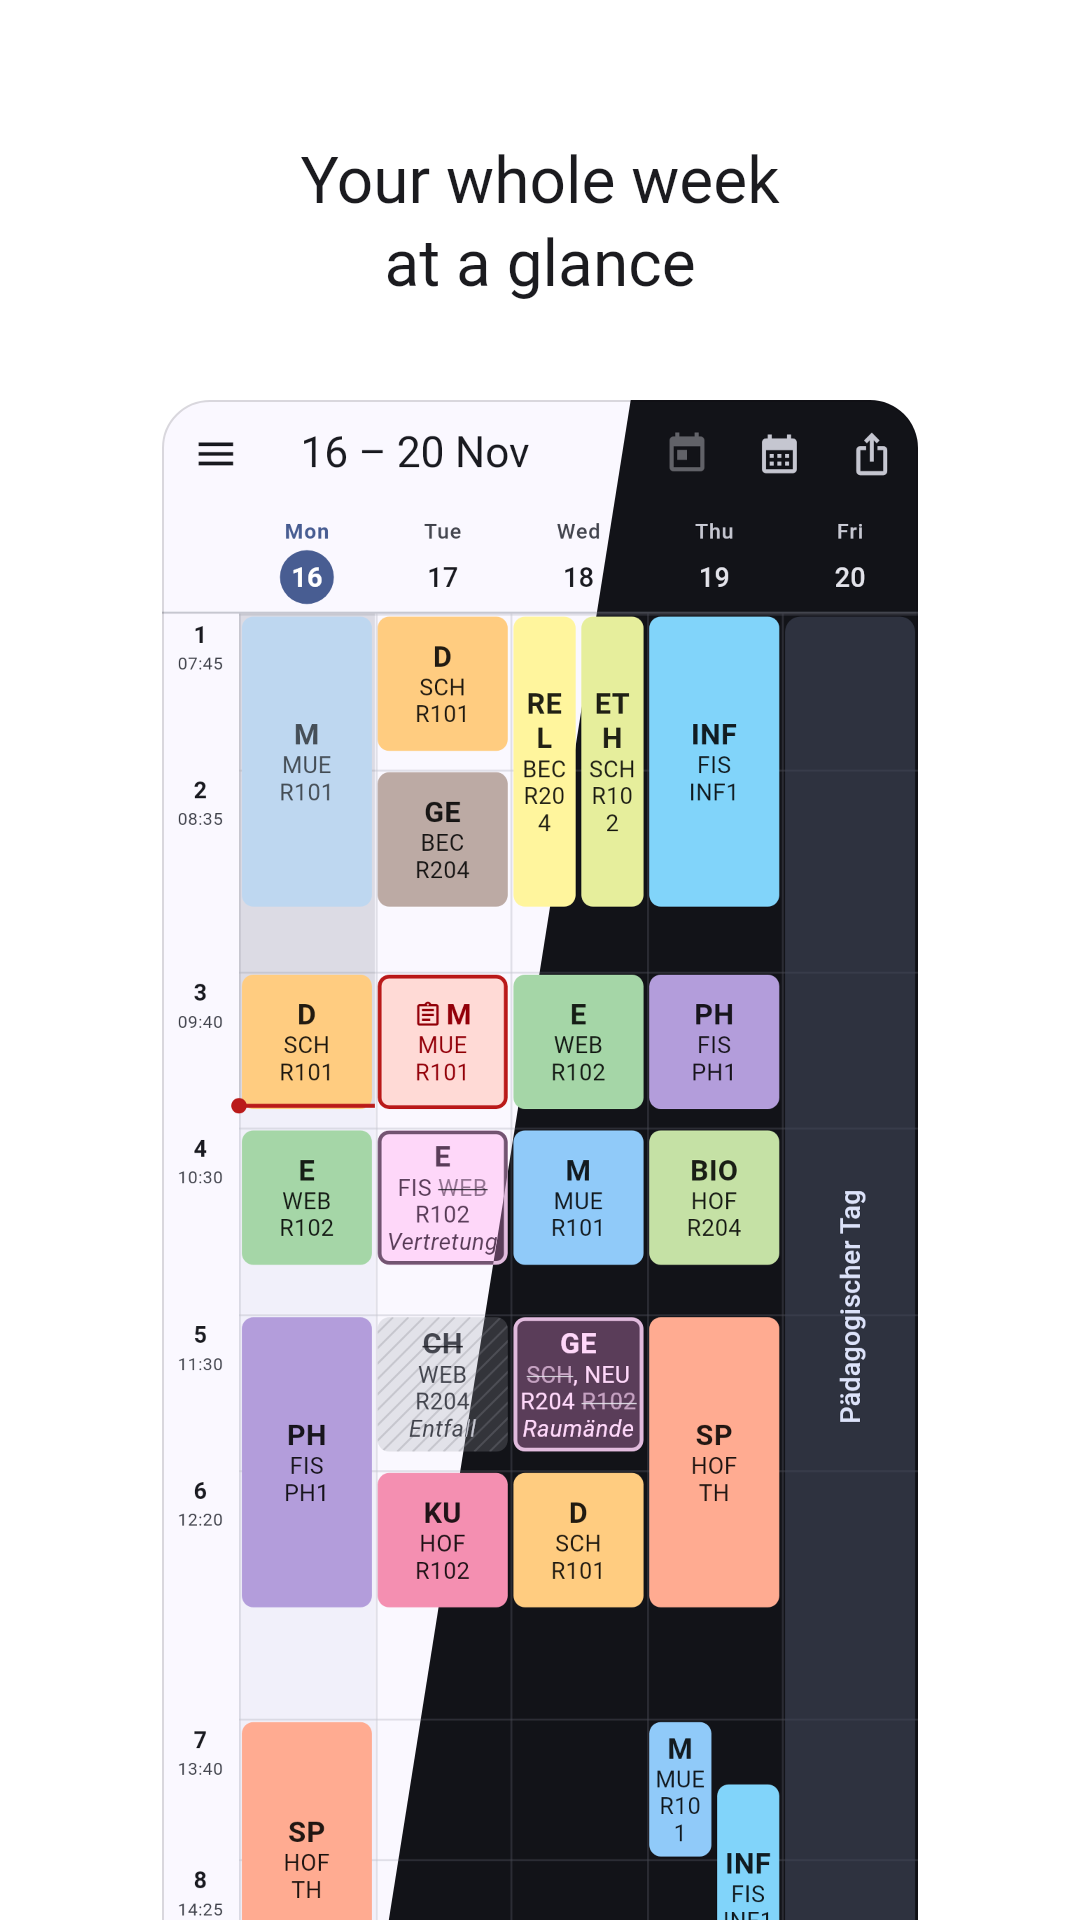 Your whole week
at a glance
16 – 20 Nov
Mon
Tue
Wed
Thu
Fri
16
17
18
19
20
1
07:45
2
08:35
3
09:40
4
10:30
5
11:30
6
12:20
7
13:40
8
14:25
M
MUE
R101
D
SCH
R101
E
WEB
R102
PH
FIS
PH1
SP
HOF
TH
D
SCH
R101
GE
BEC
R204
M
MUE
R101
E
FIS WEB
R102
Vertretung
CH
WEB
R204
Entfall
KU
HOF
R102
RE
L
BEC
R20
4
ET
H
SCH
R10
2
E
WEB
R102
M
MUE
R101
GE
SCH, NEU
R204 R102
Raumände
D
SCH
R101
INF
FIS
INF1
PH
FIS
PH1
BIO
HOF
R204
SP
HOF
TH
M
MUE
R10
1
INF
FIS
INF1
Pädagogischer Tag